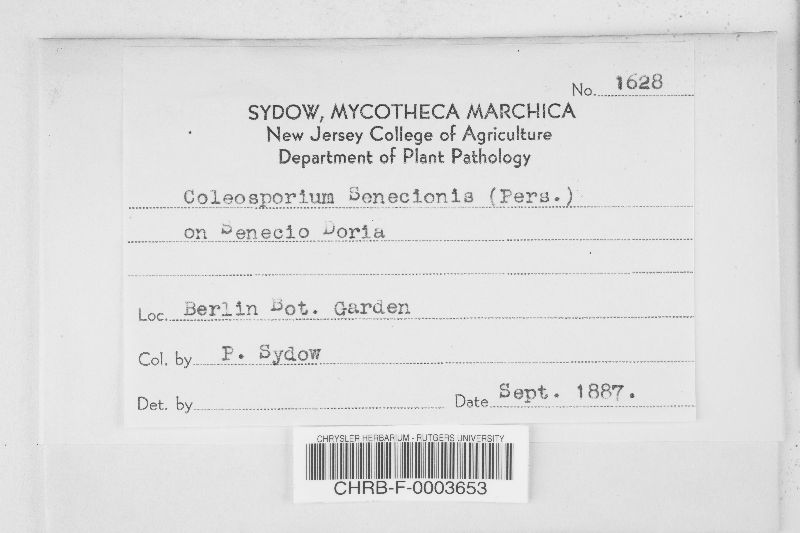 No. 1628
SYDOW, MYCOTHECA MARCHICA
New Jersey College of Agriculture
Department of Plant Pathology
Coleosporium Senecionis (Pers.)
on Senecio Doria
Loc. Berlin Bot. Garden
Col. by P. Sydow
Det. by
Date Sept. 1887.
CHRYSLER HERBARIUM - RUTGERS UNIVERSITY
CHRB-F-0003653